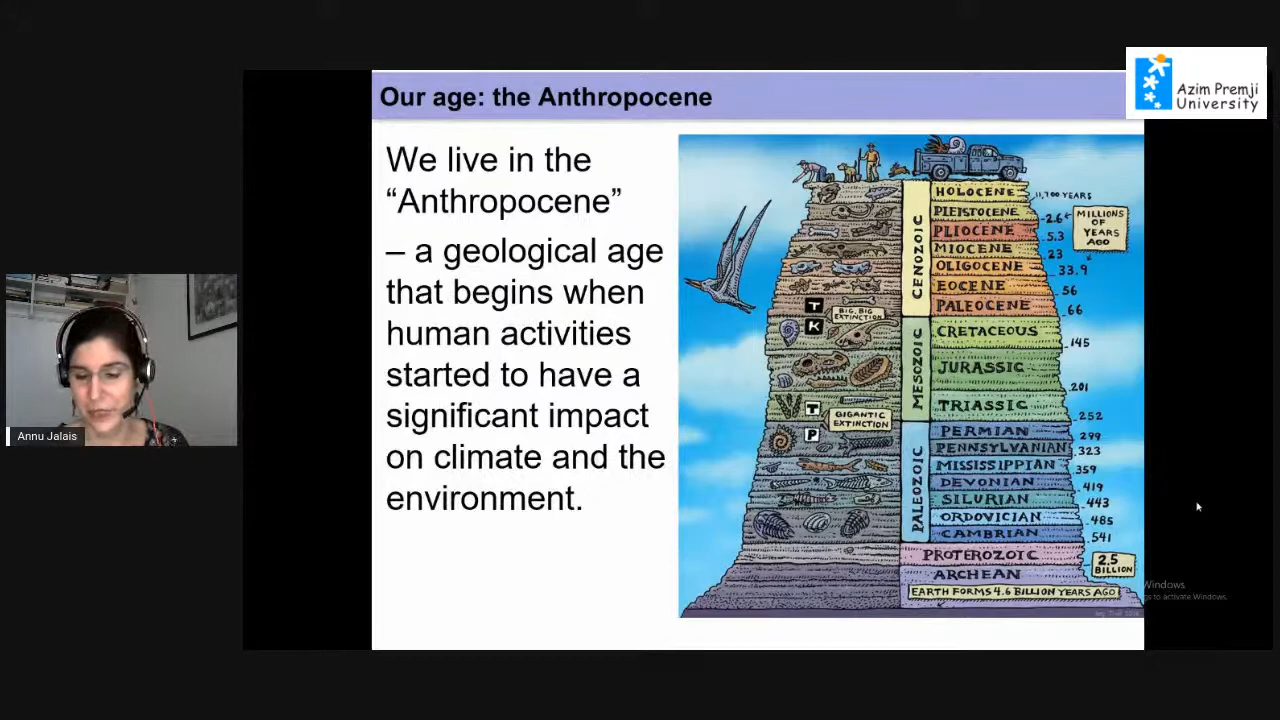 Azim Premji
University
Our age: the Anthropocene
We live in the
“Anthropocene”
– a geological age
that begins when
human activities
started to have a
significant impact
on climate and the
environment.
HOLOCENE
11,700 YEARS
PLEISTOCENE
2.6
MILLIONS
OF
YEARS
AGO
PLIOCENE
5.3
MIOCENE
23
OLIGOCENE
33.9
EOCENE
56
PALEOCENE
66
CENOZOIC
T
BIG, BIG
EXTINCTION
K
CRETACEOUS
145
JURASSIC
201
TRIASSIC
252
MESOZOIC
T
GIGANTIC
EXTINCTION
P
PERMIAN
299
PENNSYLVANIAN
323
MISSISSIPPIAN
359
DEVONIAN
419
SILURIAN
443
ORDOVICIAN
485
CAMBRIAN
541
PALEOZOIC
PROTEROZOIC
2.5
BILLION
ARCHEAN
EARTH FORMS 4.6 BILLION YEARS AGO
Annu Jalais
Windows
to activate Windows.